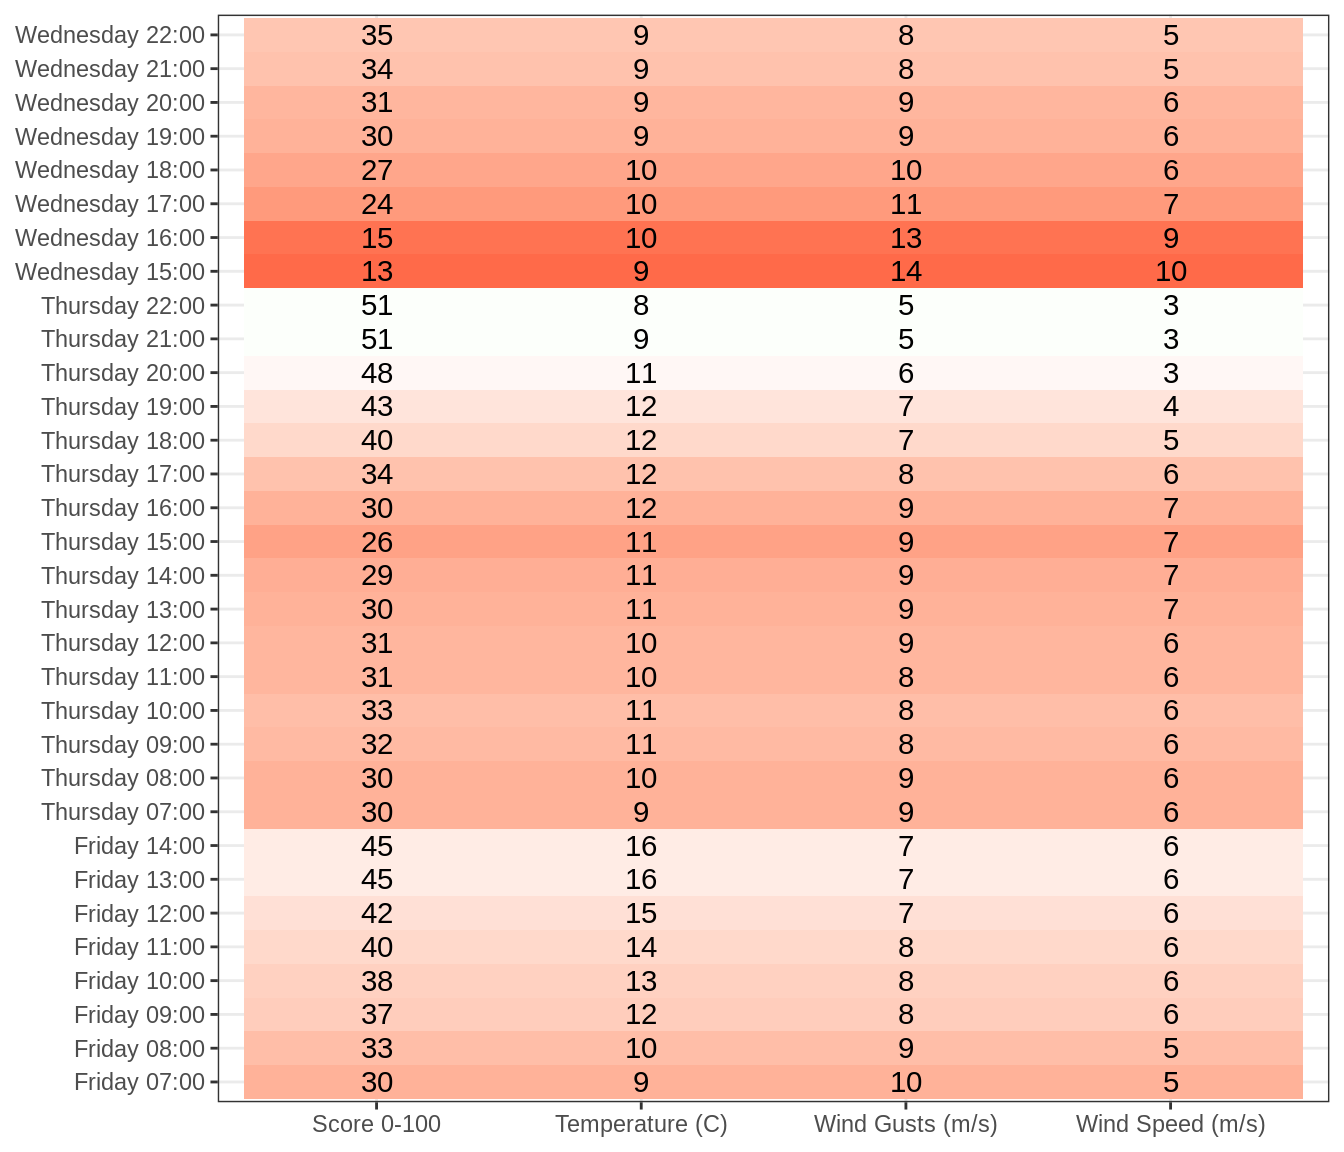 Wednesday 22:00 35 9 8 5
Wednesday 21:00 34 9 8 5
Wednesday 20:00 31 9 9 6
Wednesday 19:00 30 9 9 6
Wednesday 18:00 27 10 10 6
Wednesday 17:00 24 10 11 7
Wednesday 16:00 15 10 13 9
Wednesday 15:00 13 9 14 10
Thursday 22:00 51 8 5 3
Thursday 21:00 51 9 5 3
Thursday 20:00 48 11 6 3
Thursday 19:00 43 12 7 4
Thursday 18:00 40 12 7 5
Thursday 17:00 34 12 8 6
Thursday 16:00 30 12 9 7
Thursday 15:00 26 11 9 7
Thursday 14:00 29 11 9 7
Thursday 13:00 30 11 9 7
Thursday 12:00 31 10 9 6
Thursday 11:00 31 10 8 6
Thursday 10:00 33 11 8 6
Thursday 09:00 32 11 8 6
Thursday 08:00 30 10 9 6
Thursday 07:00 30 9 9 6
Friday 14:00 45 16 7 6
Friday 13:00 45 16 7 6
Friday 12:00 42 15 7 6
Friday 11:00 40 14 8 6
Friday 10:00 38 13 8 6
Friday 09:00 37 12 8 6
Friday 08:00 33 10 9 5
Friday 07:00 30 9 10 5
Score 0-100 Temperature (C) Wind Gusts (m/s) Wind Speed (m/s)